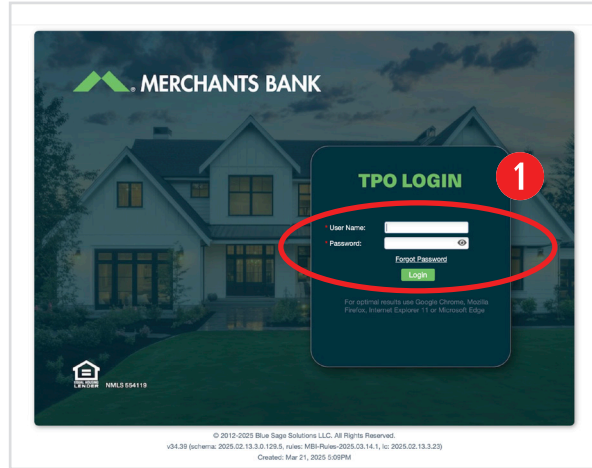 MERCHANTS BANK
TPO LOGIN
1
* User Name:
* Password:
Forgot Password
Login
For optimal results use Google Chrome, Mozilla
Firefox, Internet Explorer 11 or Microsoft Edge
EQUAL HOUSING
LENDER
NMLS 554119
© 2012-2025 Blue Sage Solutions LLC. All Rights Reserved.
v34.39 (schema: 2025.02.13.3.0.129.5, rules: MBI-Rules-2025.03.14.1, lc: 2025.02.13.3.23)
Created: Mar 21, 2025 5:09PM